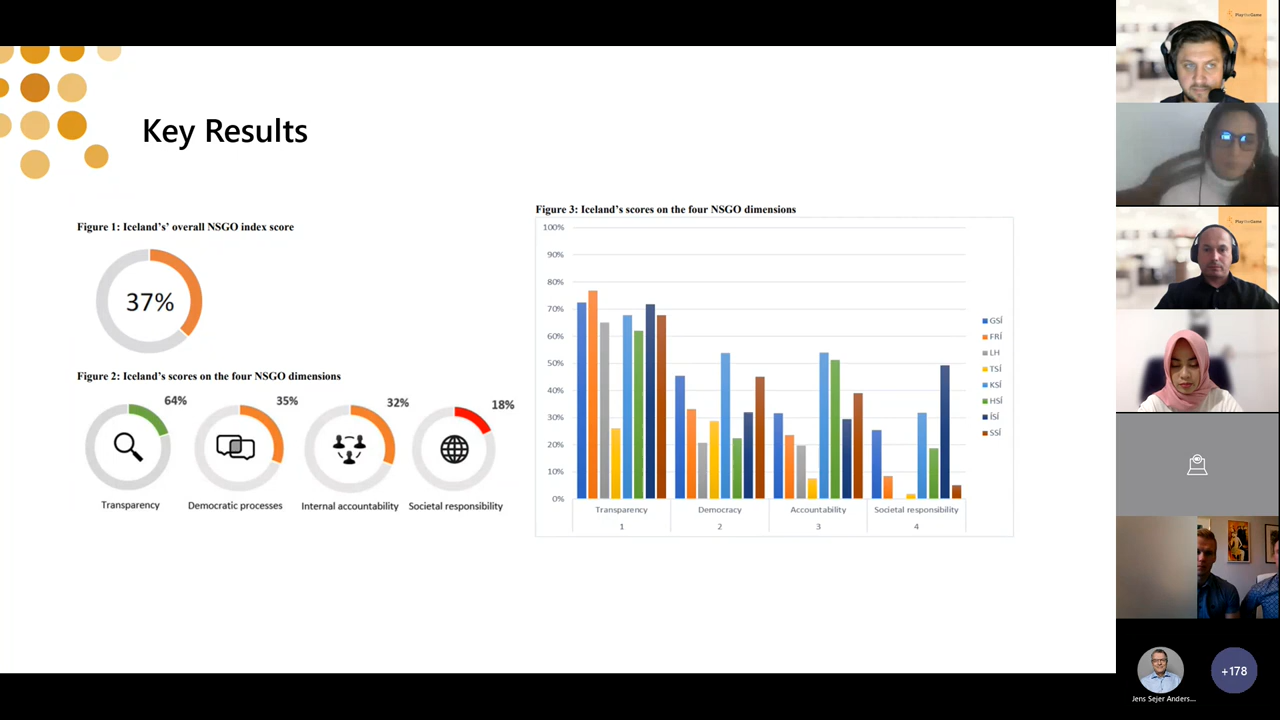 Key Results
Figure 1: Iceland's' overall NSGO index score
37%
Figure 2: Iceland's scores on the four NSGO dimensions
64%
35%
32%
18%
Transparency
Democratic processes
Internal accountability
Societal responsibility
Figure 3: Iceland's scores on the four NSGO dimensions
100%
90%
80%
70%
60%
50%
40%
30%
20%
10%
0%
Transparency
Democracy
Accountability
Societal responsibility
1
2
3
4
GSÍ
FRÍ
LH
TSÍ
KSÍ
HSÍ
ÍSÍ
SSÍ
PlaytheGame
PlaytheGame
Jens Sejer Anders...
+178